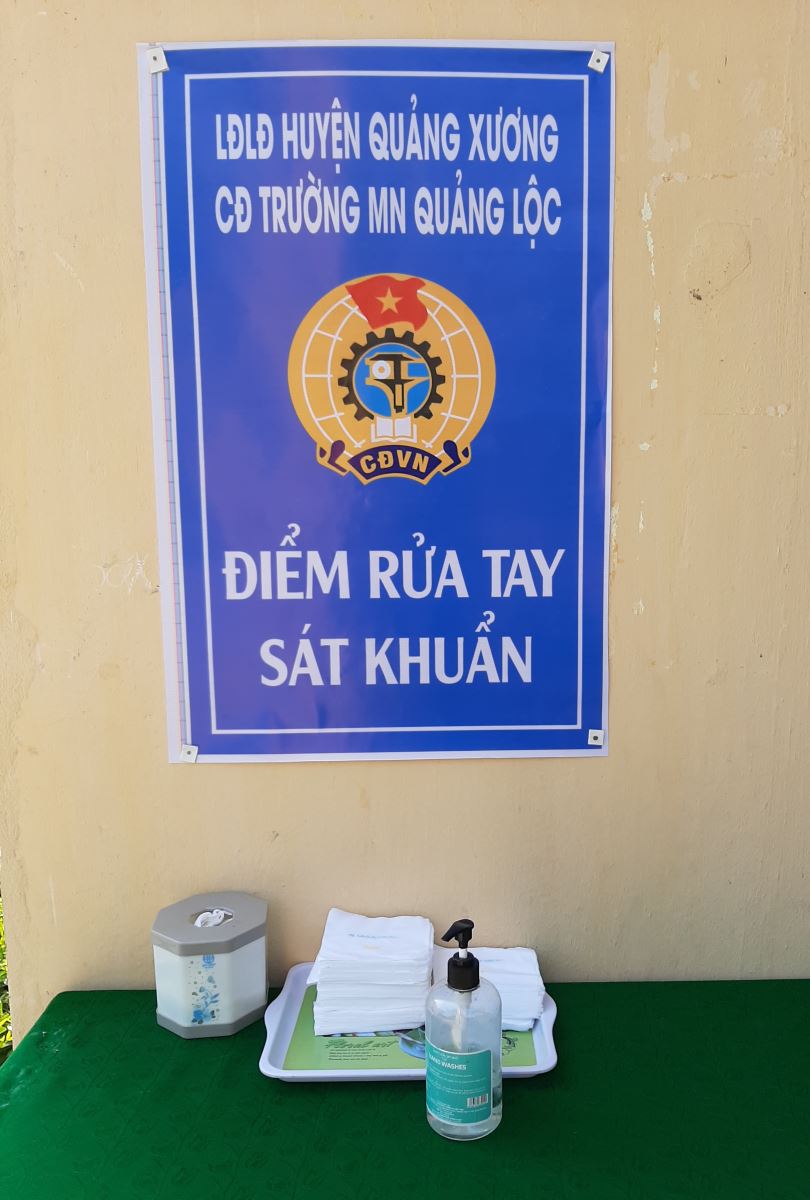 LĐLĐ HUYỆN QUẢNG XƯƠNG
CĐ TRƯỜNG MN QUẢNG LỘC
CĐVN
ĐIỂM RỬA TAY
SÁT KHUẨN
HAND WASHES